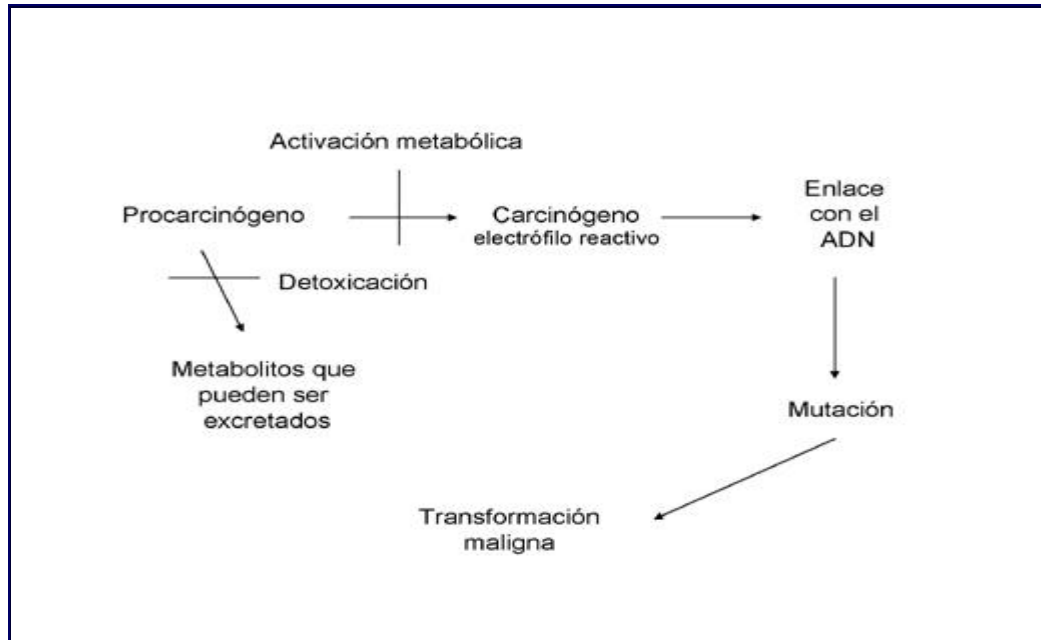 Activación metabólica
Procarcinógeno
Carcinógeno
electrófilo reactivo
Enlace
con el
ADN
Detoxicación
Metabolitos que
pueden ser
excretados
Mutación
Transformación
maligna